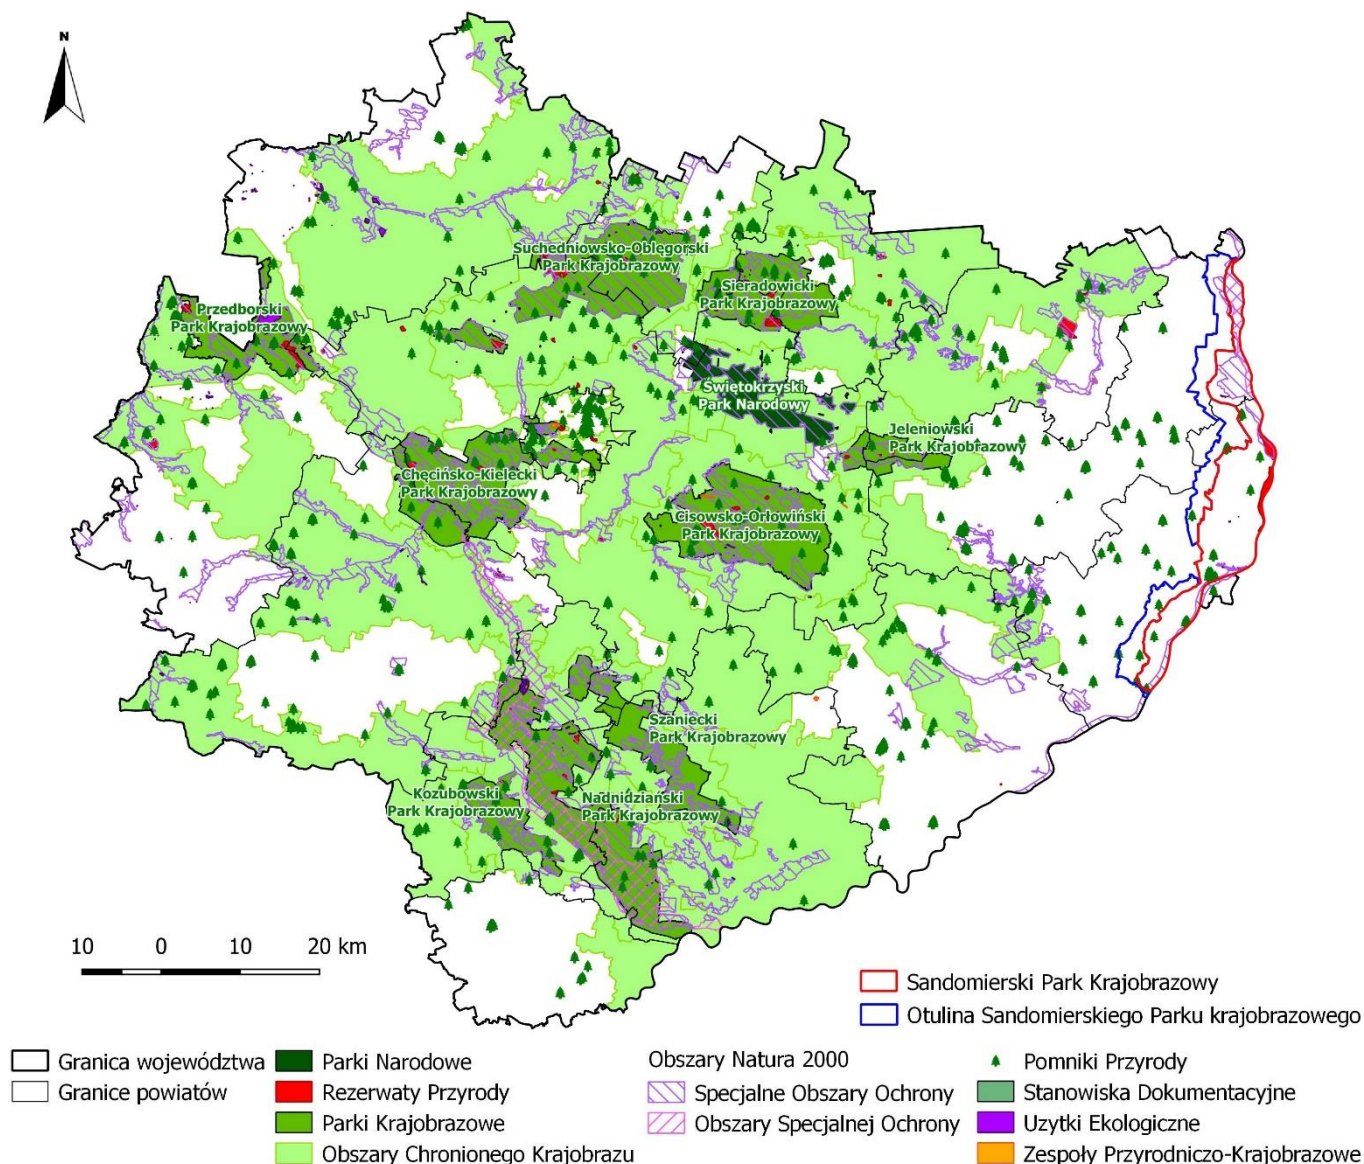 N
Suchedniowsko-Oblęgorski
Park Krajobrazowy
Sieradowicki
Park Krajobrazowy
Przedborski
Park Krajobrazowy
Świętokrzyski
Park Narodowy
Jeleniowski
Park Krajobrazowy
Chęcińsko-Kielecki
Park Krajobrazowy
Cisowsko-Orłowiński
Park Krajobrazowy
Szaniecki
Park Krajobrazowy
Kozubowski
Park Krajobrazowy
Nadnidziański
Park Krajobrazowy
10 0 10 20 km
Sandomierski Park Krajobrazowy
Otulina Sandomierskiego Parku krajobrazowego
Granica województwa
Granice powiatów
Parki Narodowe
Rezerwaty Przyrody
Parki Krajobrazowe
Obszary Chronionego Krajobrazu
Obszary Natura 2000
Specjalne Obszary Ochrony
Obszary Specjalnej Ochrony
Pomniki Przyrody
Stanowiska Dokumentacyjne
Uzytki Ekologiczne
Zespoły Przyrodniczo-Krajobrazowe